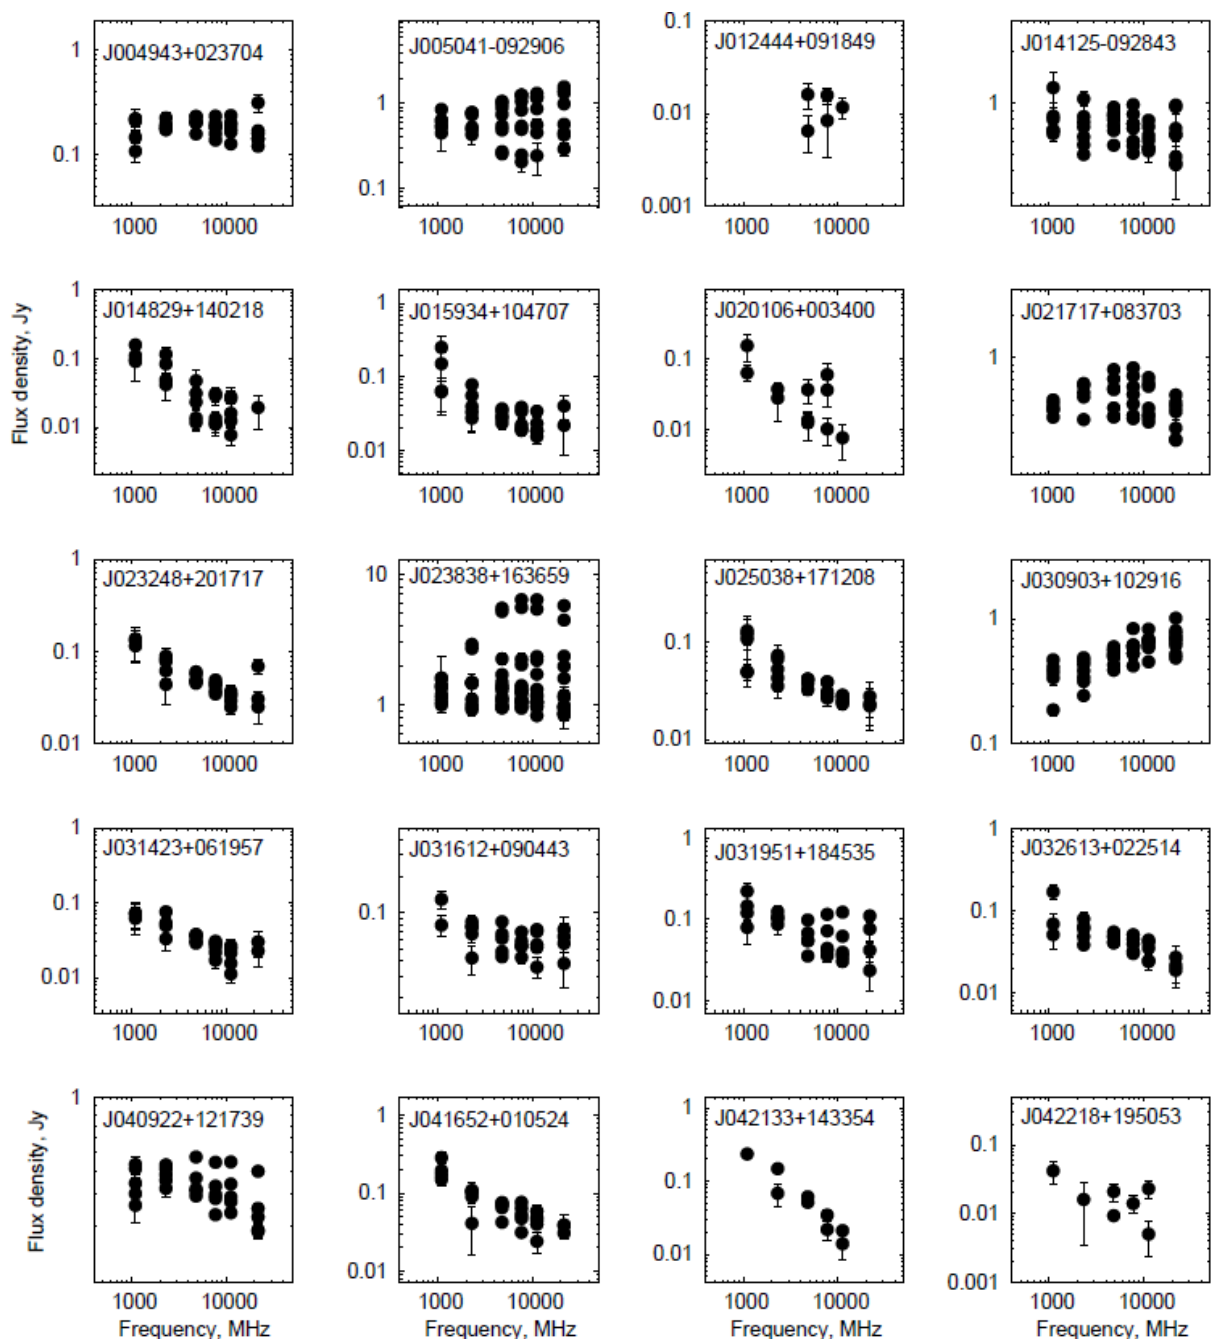 J004943+023704
J005041-092906
J012444+091849
J014125-092843
1
0.1
1
0.1
0.1
0.01
0.001
1
1000 10000
1000 10000
1000 10000
1000 10000
Flux density, Jy
J014829+140218
J015934+104707
J020106+003400
J021717+083703
1
0.1
0.01
1
0.1
0.01
0.1
0.01
1
1000 10000
1000 10000
1000 10000
1000 10000
J023248+201717
J023838+163659
J025038+171208
J030903+102916
1
0.1
0.01
10
1
0.1
0.01
1
0.1
1000 10000
1000 10000
1000 10000
1000 10000
J031423+061957
J031612+090443
J031951+184535
J032613+022514
1
0.1
0.01
0.1
1
0.1
0.01
1
0.1
0.01
1000 10000
1000 10000
1000 10000
1000 10000
Flux density, Jy
J040922+121739
J041652+010524
J042133+143354
J042218+195053
1
1
0.1
0.01
1
0.1
0.01
0.1
0.01
0.001
1000 10000
1000 10000
1000 10000
1000 10000
Frequency, MHz
Frequency, MHz
Frequency, MHz
Frequency, MHz